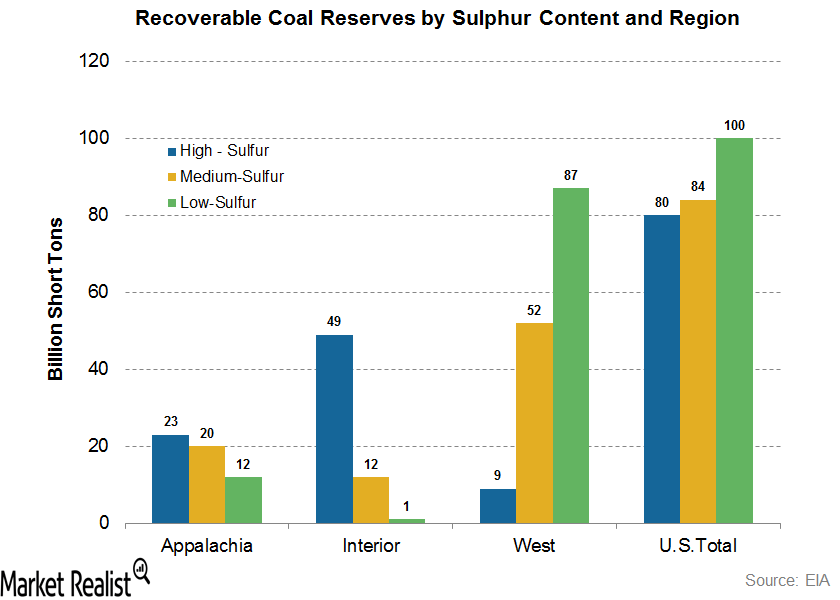 Recoverable Coal Reserves by Sulphur Content and Region
120
100
80
60
40
20
0
Billion Short Tons
High - Sulfur
Medium-Sulfur
Low-Sulfur
23
20
12
49
12
1
9
52
87
80
84
100
Appalachia
Interior
West
U.S.Total
Market Realist
Source: EIA